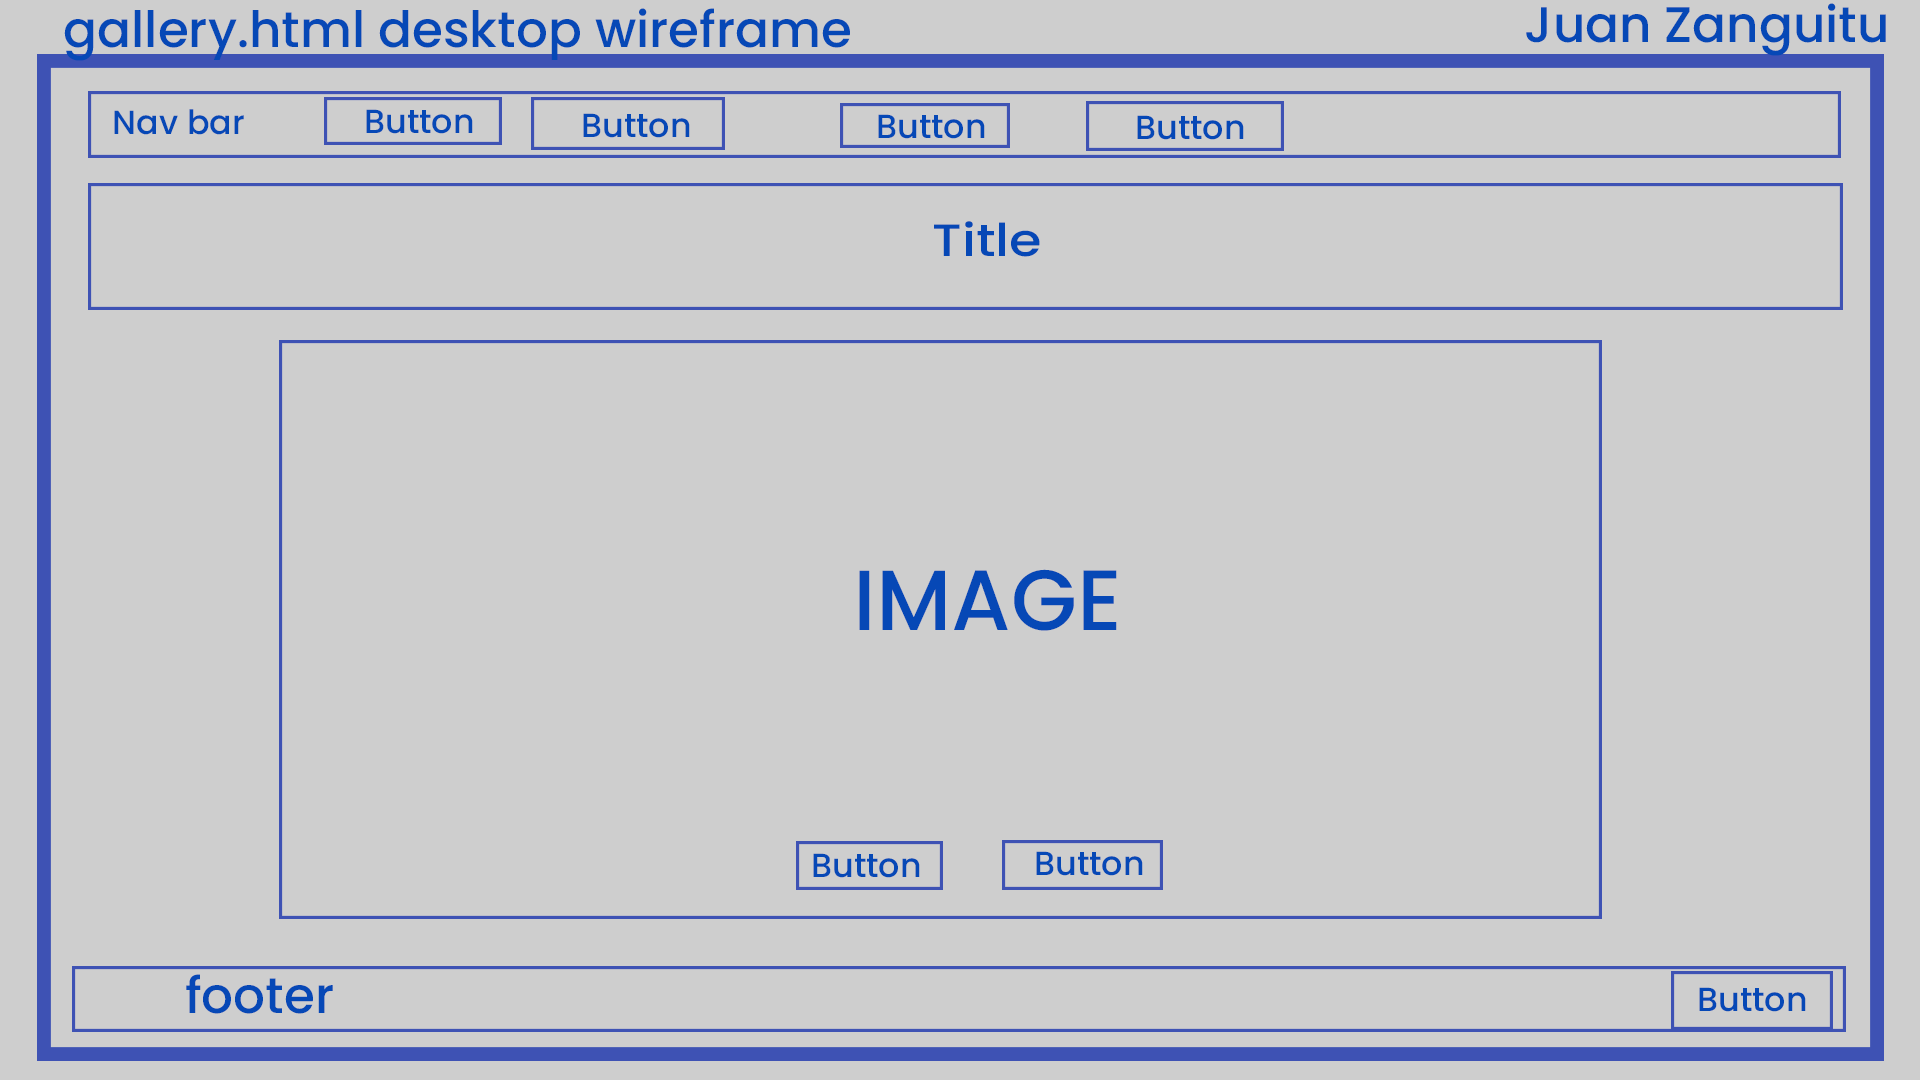 gallery.html desktop wireframe
Juan Zanguitu
Nav bar
Button
Button
Button
Button
Title
IMAGE
Button
Button
footer
Button